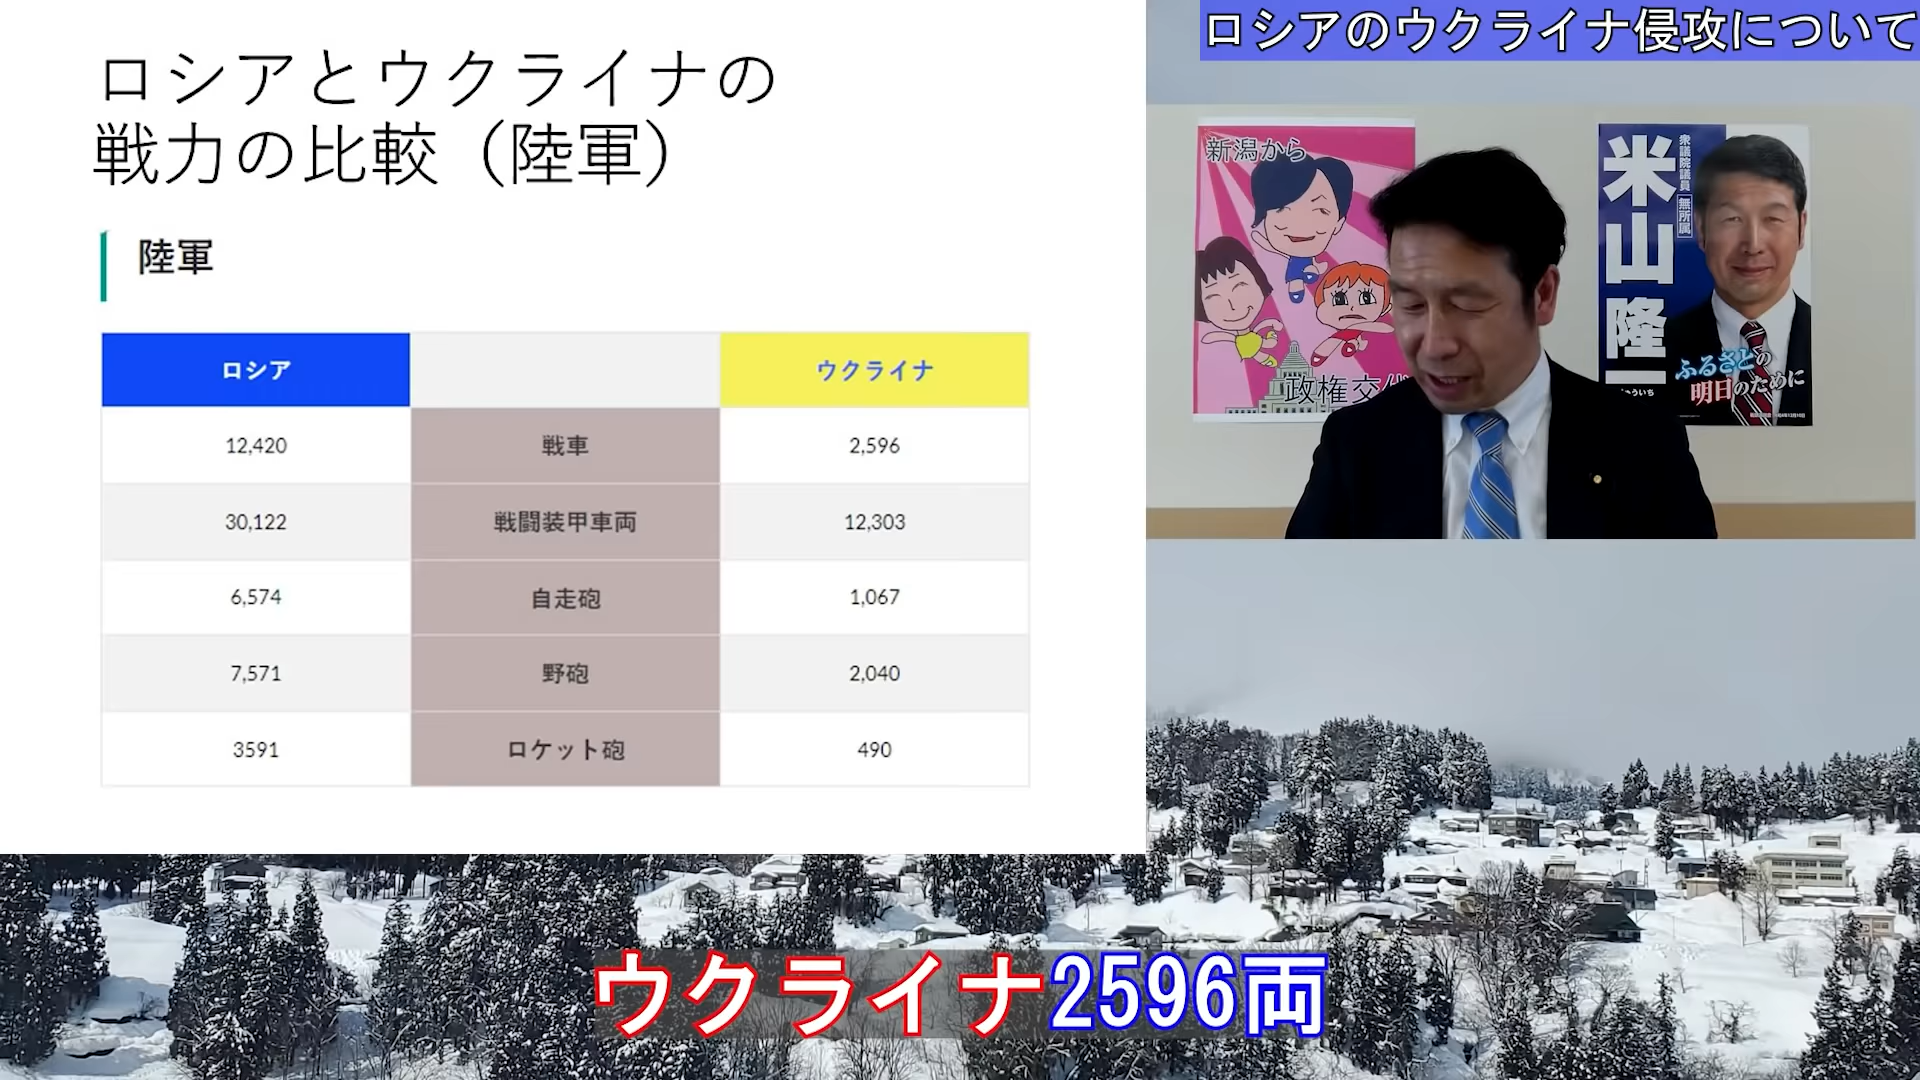 ロシアとウクライナの
戦力の比較（陸軍）
陸軍
ロシア ウクライナ
12,420 戦車 2,596
30,122 戦闘装甲車両 12,303
6,574 自走砲 1,067
7,571 野砲 2,040
3591 ロケット砲 490
ロシアのウクライナ侵攻について
新潟から
政権交代
衆議院議員 無所属
米山隆一
ふるさとの
明日のために
ウクライナ2596両